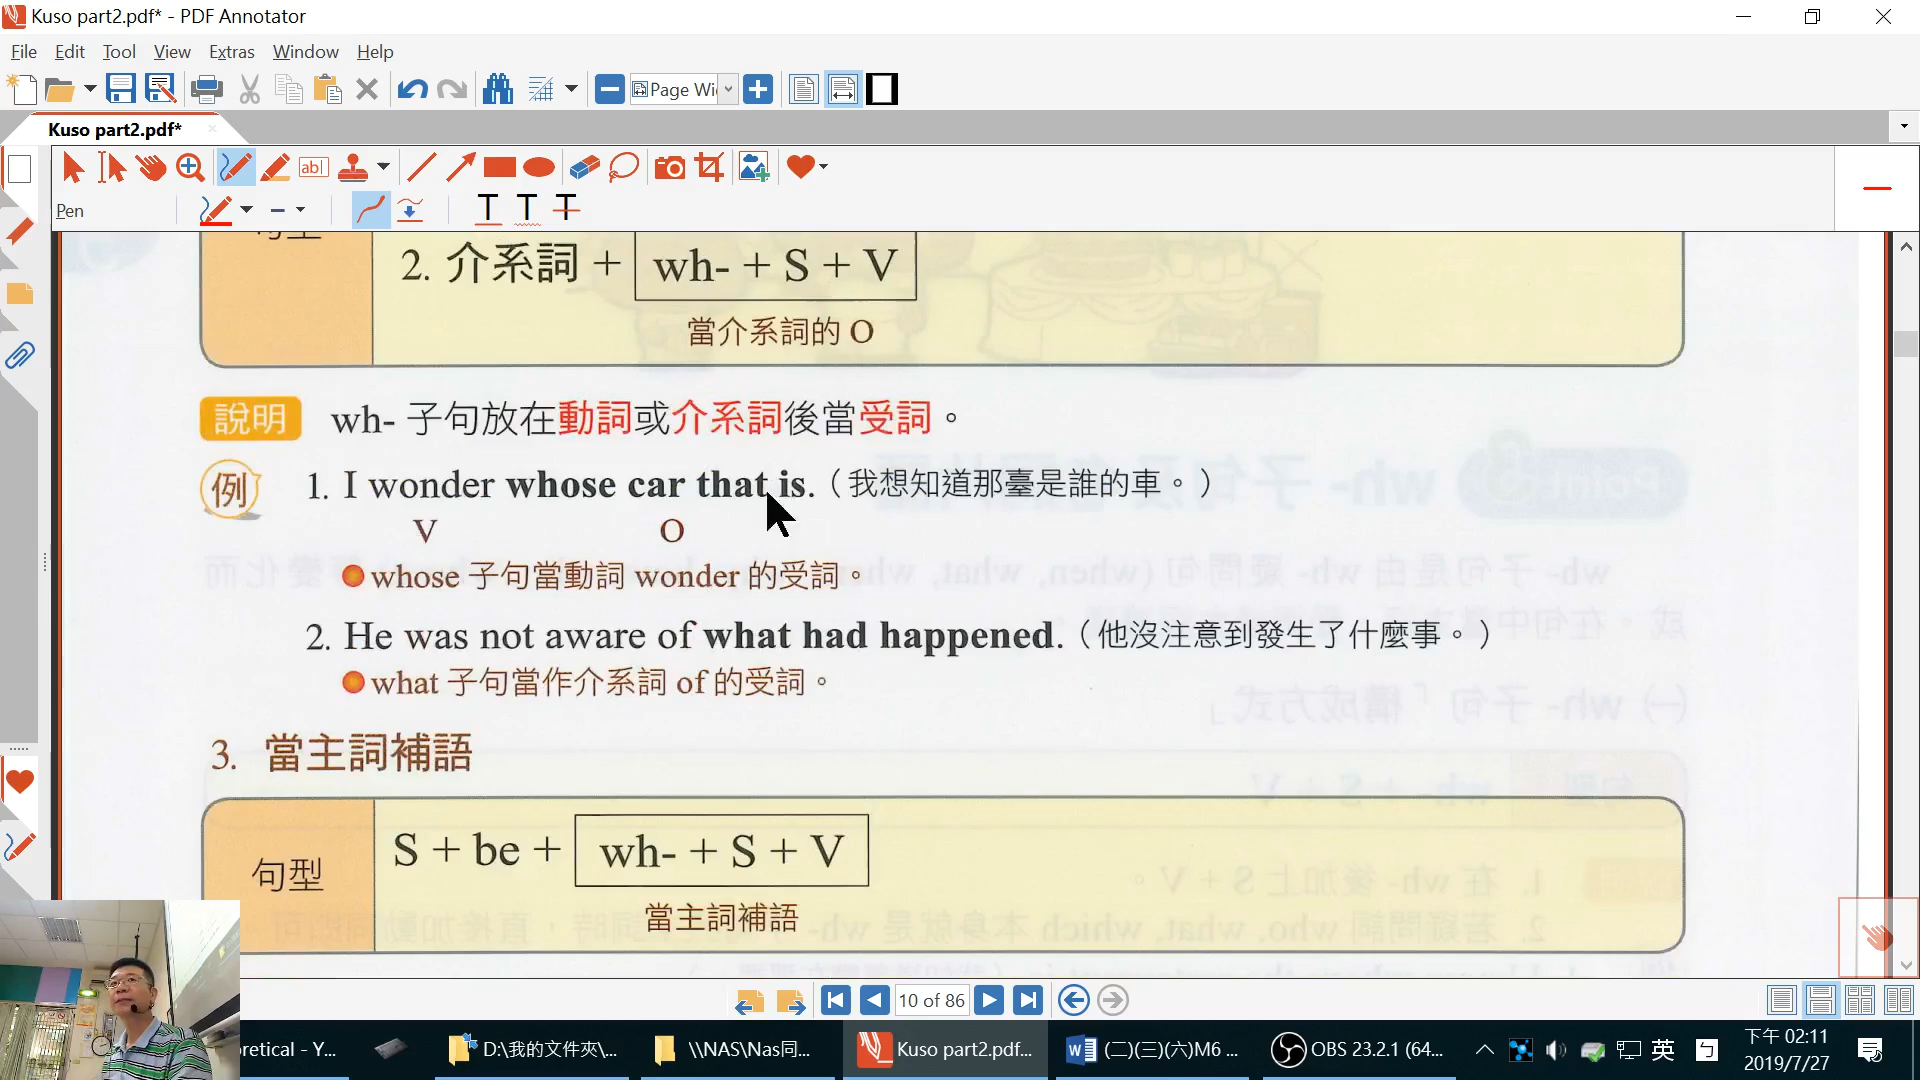 Kuso part2.pdf* - PDF Annotator
File Edit Tool View Extras Window Help
Page Wi
Kuso part2.pdf*
Pen
2. 介系詞 + wh- + S + V
當介系詞的 O
說明 wh- 子句放在動詞或介系詞後當受詞。
例 1. I wonder whose car that is.（我想知道那臺是誰的車。）
V O
whose 子句當動詞 wonder 的受詞。
2. He was not aware of what had happened.（他沒注意到發生了什麼事。）
what 子句當作介系詞 of 的受詞。
3. 當主詞補語
句型 S + be + wh- + S + V
當主詞補語
10 of 86
retical - Y...
D:\我的文件夾\...
\\NAS\Nas同...
Kuso part2.pdf...
(二)(三)(六)M6 ...
OBS 23.2.1 (64...
英
下午 02:11
2019/7/27